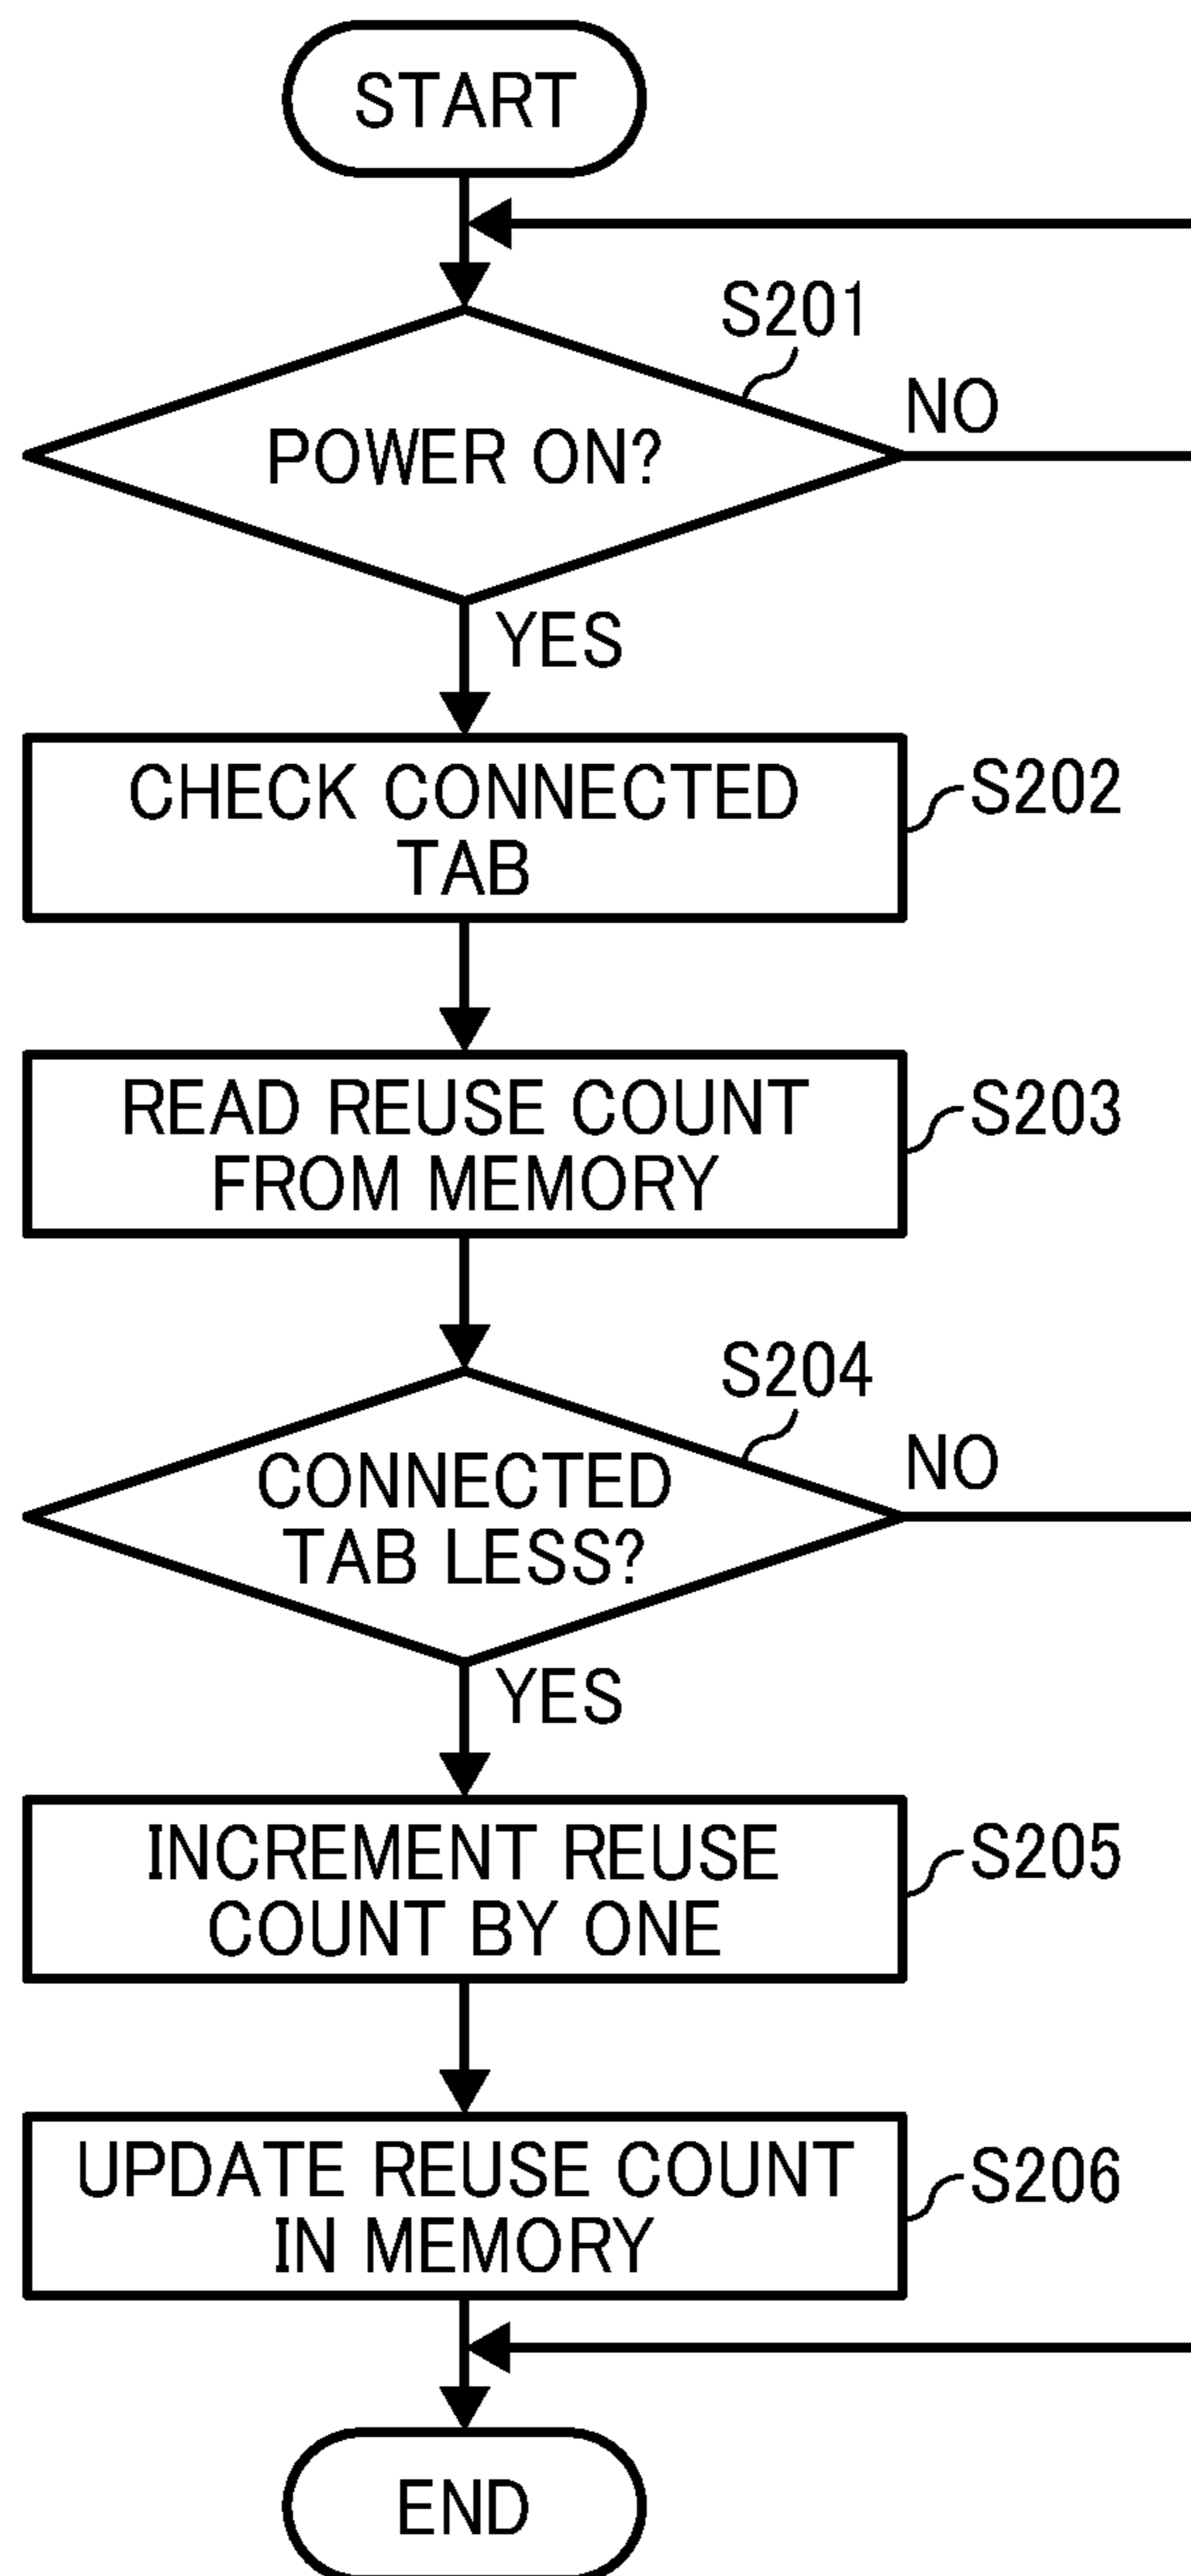 START
S201
POWER ON?
NO
YES
CHECK CONNECTED
TAB
S202
READ REUSE COUNT
FROM MEMORY
S203
S204
CONNECTED
TAB LESS?
NO
YES
INCREMENT REUSE
COUNT BY ONE
S205
UPDATE REUSE COUNT
IN MEMORY
S206
END